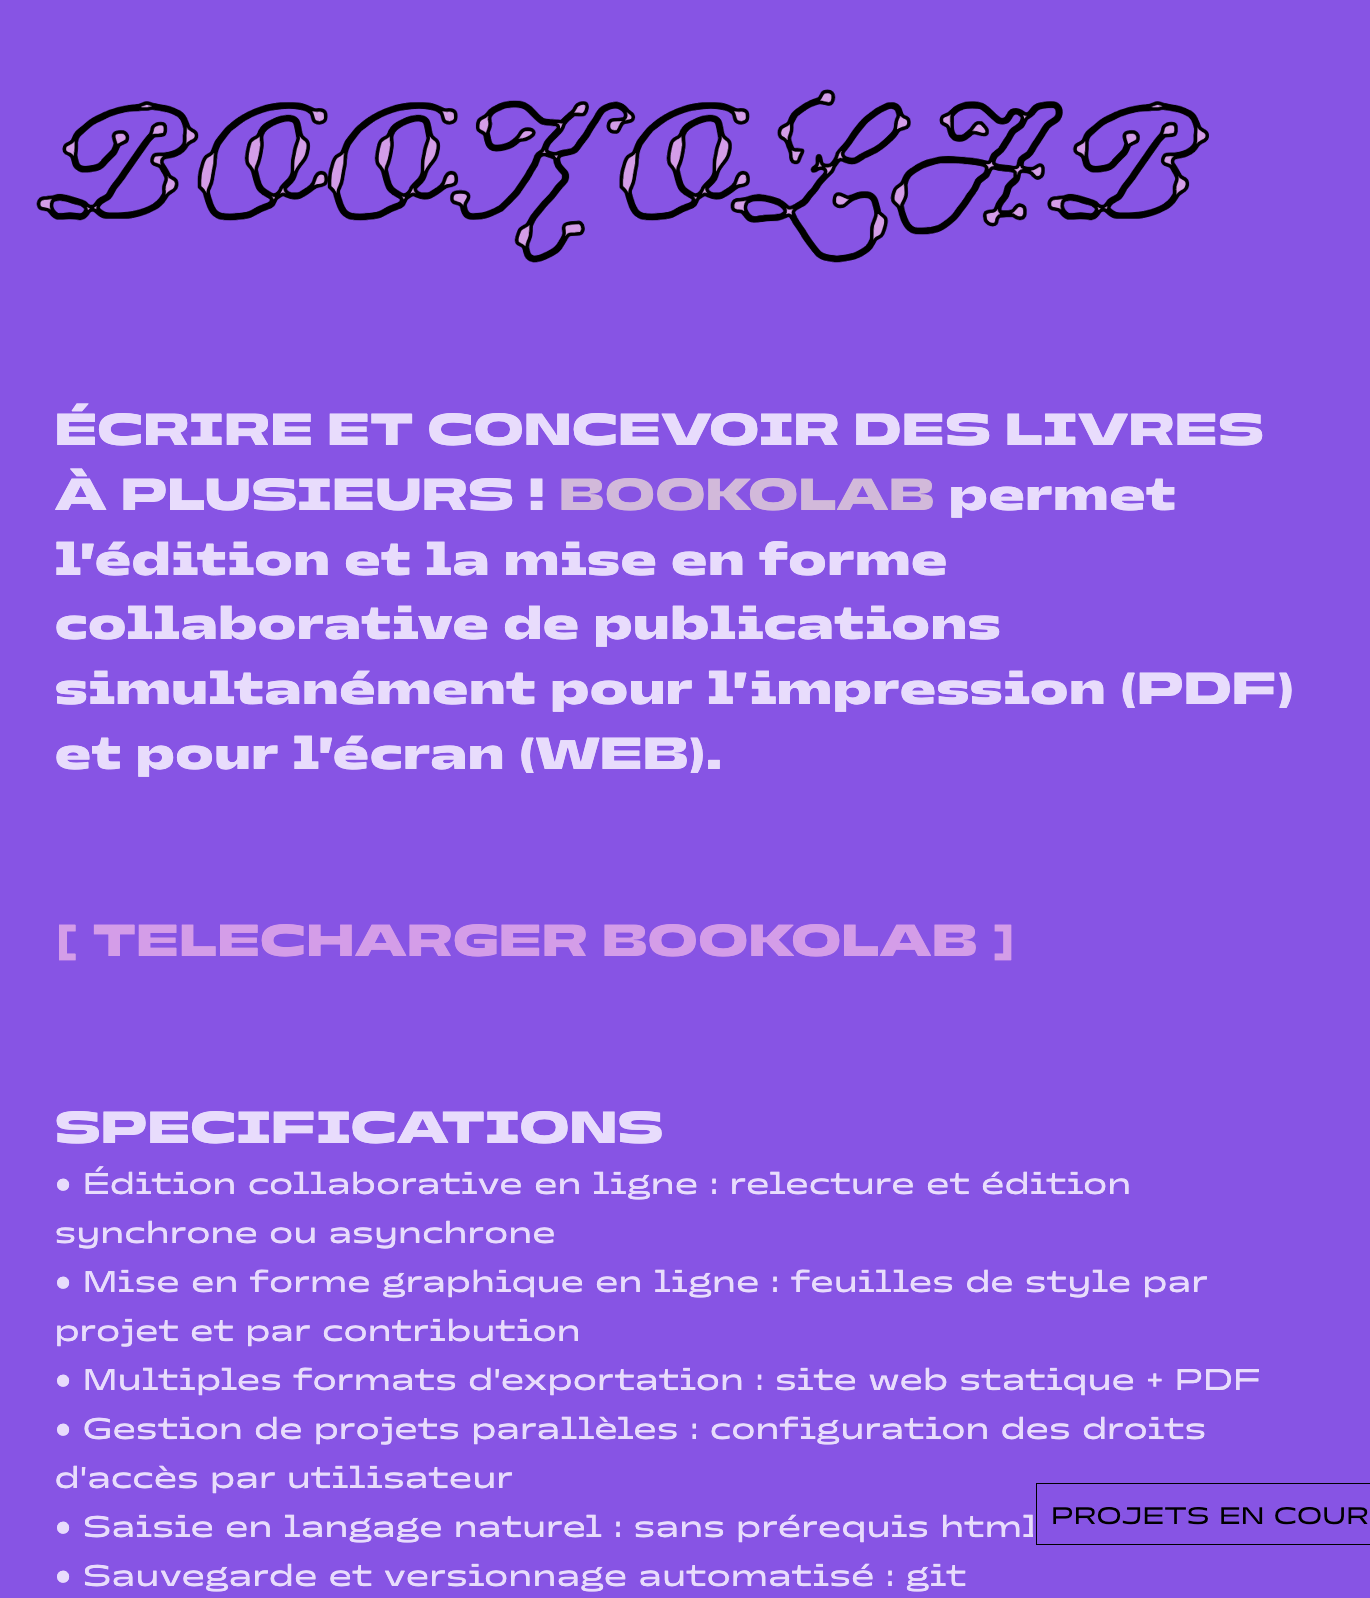 BOOKOLAB
ÉCRIRE ET CONCEVOIR DES LIVRES
À PLUSIEURS ! BOOKOLAB permet
l'édition et la mise en forme
collaborative de publications
simultanément pour l'impression (PDF)
et pour l'écran (WEB).
[ TELECHARGER BOOKOLAB ]
SPECIFICATIONS
• Édition collaborative en ligne : relecture et édition
synchrone ou asynchrone
• Mise en forme graphique en ligne : feuilles de style par
projet et par contribution
• Multiples formats d'exportation : site web statique + PDF
• Gestion de projets parallèles : configuration des droits
d'accès par utilisateur
• Saisie en langage naturel : sans prérequis html
PROJETS EN COUR
• Sauvegarde et versionnage automatisé : git